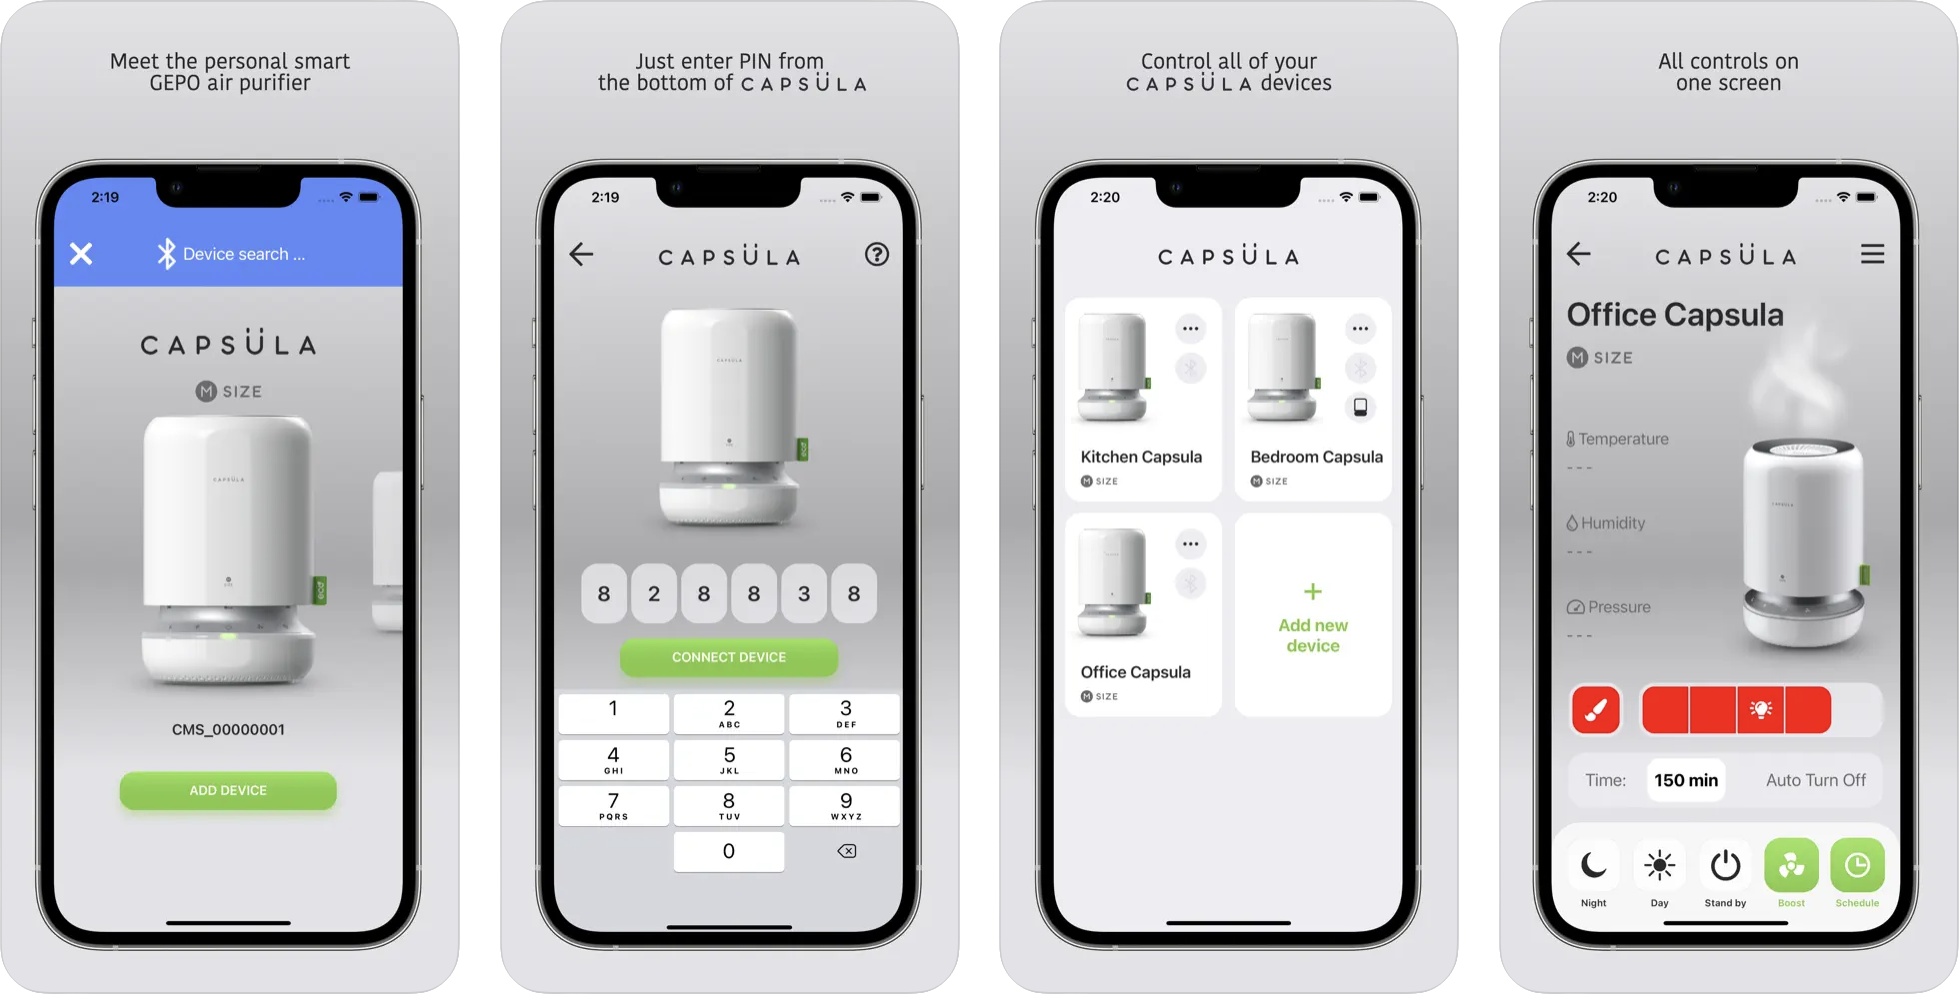 Meet the personal smart
GEPO air purifier
2:19
Device search ...
CAPSÜLA
M SIZE
CAPSÜLA
eco
CMS_00000001
ADD DEVICE
Just enter PIN from
the bottom of CAPSÜLA
2:19
CAPSÜLA
?
CAPSÜLA
eco
8 2 8 8 3 8
CONNECT DEVICE
1 2 3
ABC DEF
4 5 6
GHI JKL MNO
7 8 9
PQRS TUV WXYZ
0
Control all of your
CAPSÜLA devices
2:20
CAPSÜLA
Kitchen Capsula
M SIZE
Bedroom Capsula
M SIZE
Office Capsula
M SIZE
+
Add new
device
All controls on
one screen
2:20
CAPSÜLA
Office Capsula
M SIZE
Temperature
---
Humidity
---
Pressure
---
CAPSÜLA
Time: 150 min Auto Turn Off
Night Day Stand by Boost Schedule